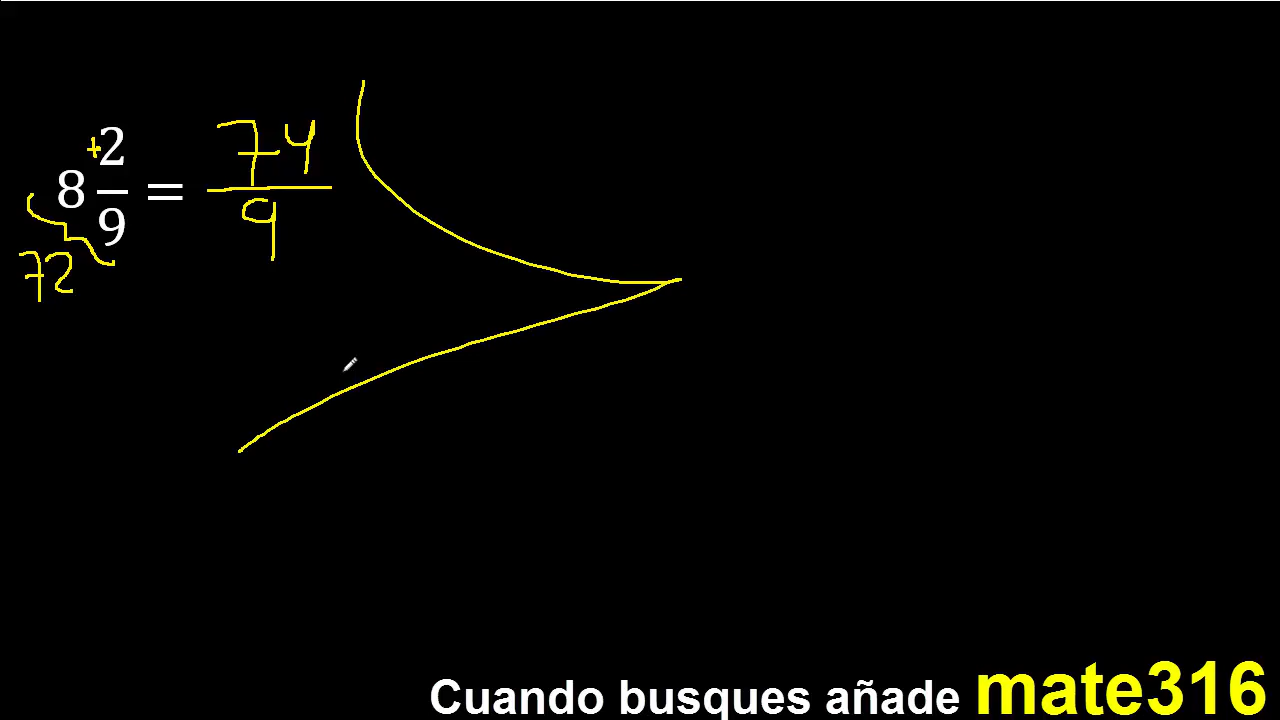 8 + 2/9 = 74/9
72
Cuando busques añade mate316